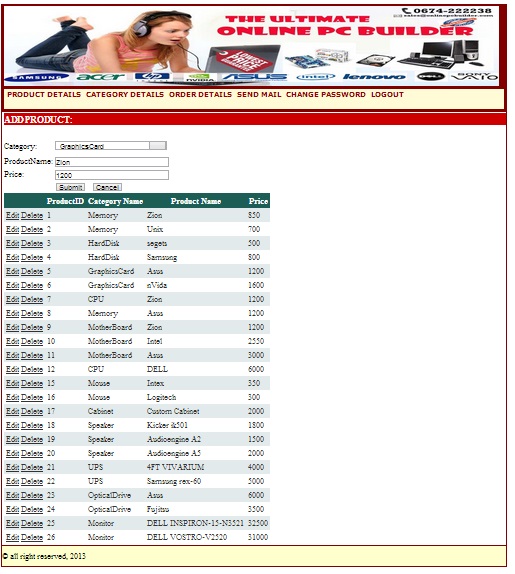 0674-222238
sales@onlinepcbuilder.com
THE ULTIMATE
ONLINE PC BUILDER
LOWEST PRICE
SAMSUNG acer hp NVIDIA ASUS intel lenovo DELL SONY VAIO
PRODUCT DETAILS CATEGORY DETAILS ORDER DETAILS SEND MAIL CHANGE PASSWORD LOGOUT
ADD PRODUCT:
Category: GraphicsCard
ProductName: Zion
Price: 1200
Submit Cancel
ProductID Category Name Product Name Price
Edit Delete 1 Memory Zion 850
Edit Delete 2 Memory Unix 700
Edit Delete 3 HardDisk segets 500
Edit Delete 4 HardDisk Samsung 800
Edit Delete 5 GraphicsCard Asus 1200
Edit Delete 6 GraphicsCard nVida 1600
Edit Delete 7 CPU Zion 1200
Edit Delete 8 Memory Asus 1200
Edit Delete 9 MotherBoard Zion 1200
Edit Delete 10 MotherBoard Intel 2550
Edit Delete 11 MotherBoard Asus 3000
Edit Delete 12 CPU DELL 6000
Edit Delete 15 Mouse Intex 350
Edit Delete 16 Mouse Logitech 300
Edit Delete 17 Cabinet Custom Cabinet 2000
Edit Delete 18 Speaker Kicker ik501 1800
Edit Delete 19 Speaker Audioengine A2 1500
Edit Delete 20 Speaker Audioengine A5 2000
Edit Delete 21 UPS 4FT VIVARIUM 4000
Edit Delete 22 UPS Samsung rex-60 5000
Edit Delete 23 OpticalDrive Asus 6000
Edit Delete 24 OpticalDrive Fujitsu 3500
Edit Delete 25 Monitor DELL INSPIRON-15-N3521 32500
Edit Delete 26 Monitor DELL VOSTRO-V2520 31000
© all right reserved, 2013